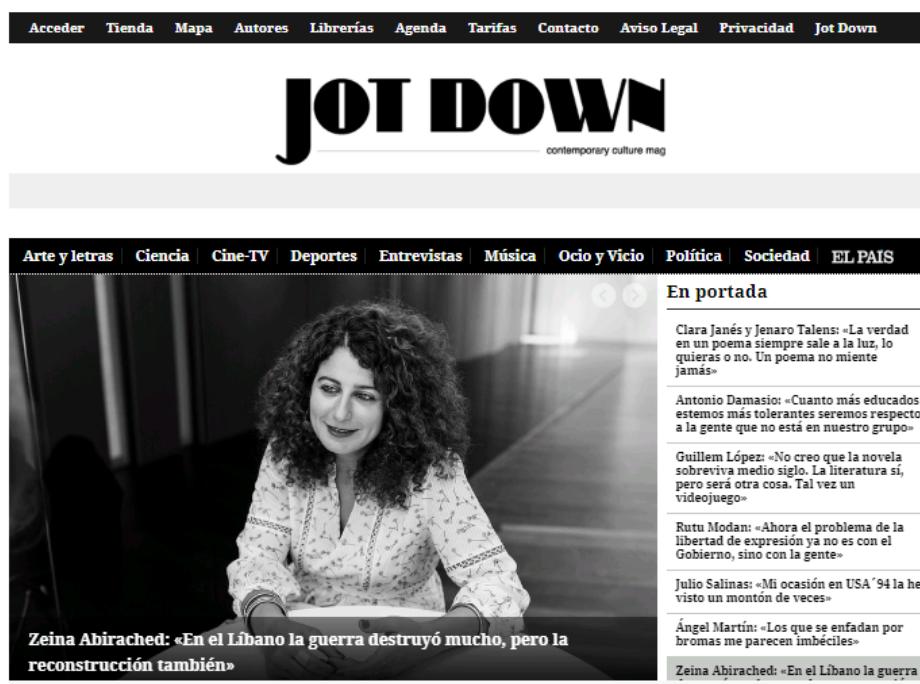 Acceder Tienda Mapa Autores Librerías Agenda Tarifas Contacto Aviso Legal Privacidad Jot Down
JOT DOWN
contemporary culture mag
Arte y letras Ciencia Cine-TV Deportes Entrevistas Música Ocio y Vicio Política Sociedad EL PAÍS
Zeina Abirached: «En el Líbano la guerra destruyó mucho, pero la
reconstrucción también»
En portada
Clara Janés y Jenaro Talens: «La verdad
en un poema siempre sale a la luz, lo
quieras o no. Un poema no miente
jamás»
Antonio Damasio: «Cuanto más educados
estemos más tolerantes seremos respecto
a la gente que no está en nuestro grupo»
Guillem López: «No creo que la novela
sobreviva medio siglo. La literatura sí,
pero será otra cosa. Tal vez un
videojuego»
Rutu Modan: «Ahora el problema de la
libertad de expresión ya no es con el
Gobierno, sino con la gente»
Julio Salinas: «Mi ocasión en USA´94 la he
visto un montón de veces»
Ángel Martín: «Los que se enfadan por
bromas me parecen imbéciles»
Zeina Abirached: «En el Líbano la guerra